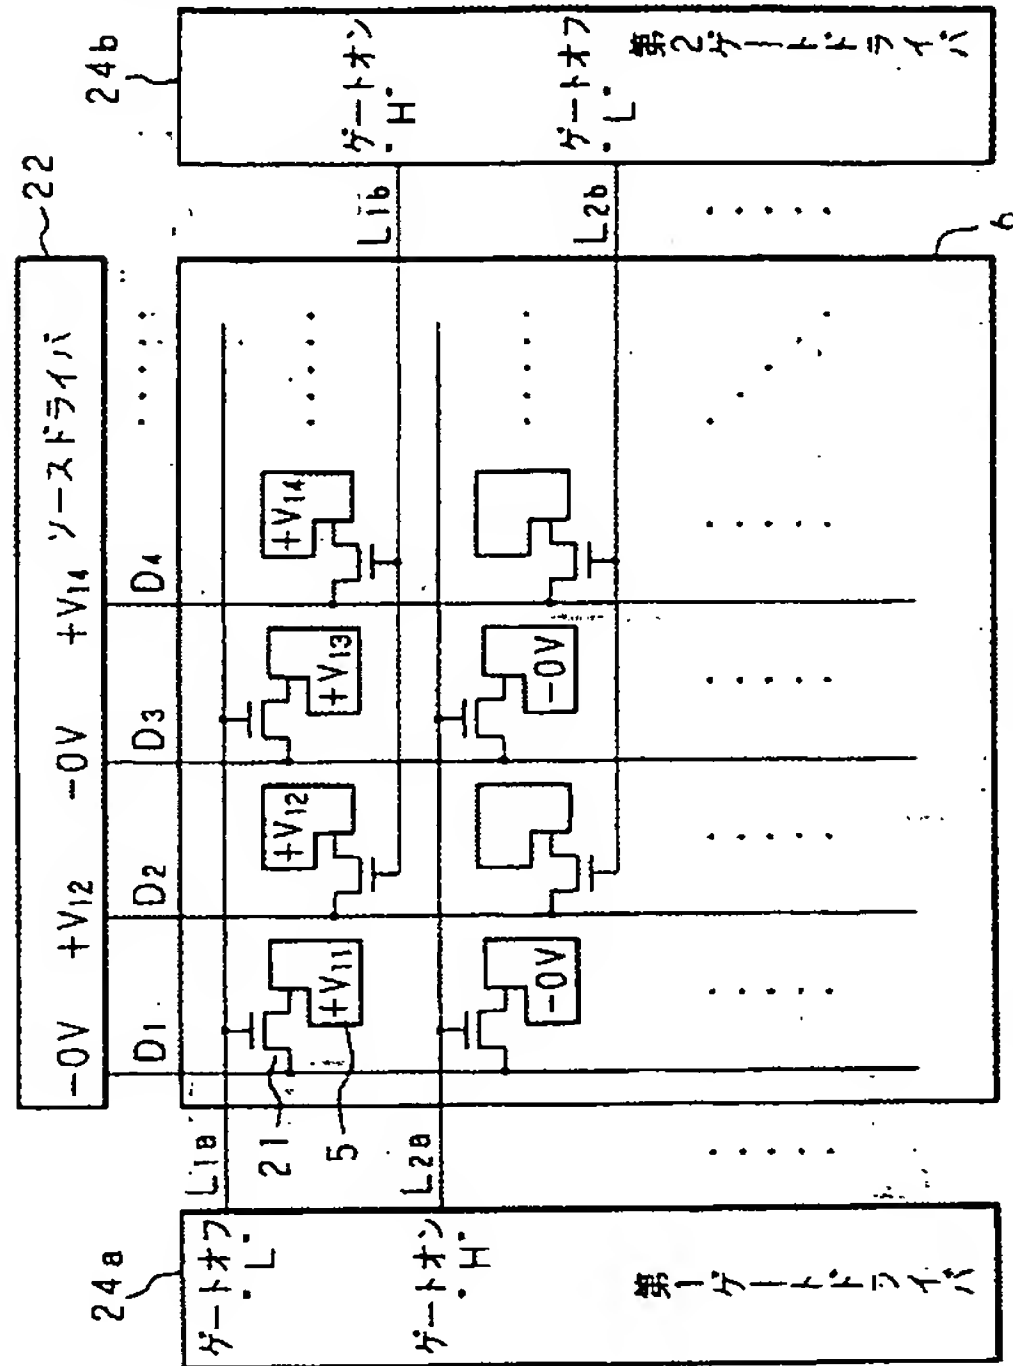 22
ソースドライバ
-0V +V12 -0V +V14
D1 D2 D3 D4
24a
第1ゲートドライバ
ゲートオフ
"L"
ゲートオン
"H"
L1a
L2a
21
5
+V11 +V12 +V13 +V14
-0V -0V
24b
第2ゲートドライバ
ゲートオン
"H"
ゲートオフ
"L"
L1b
L2b
6